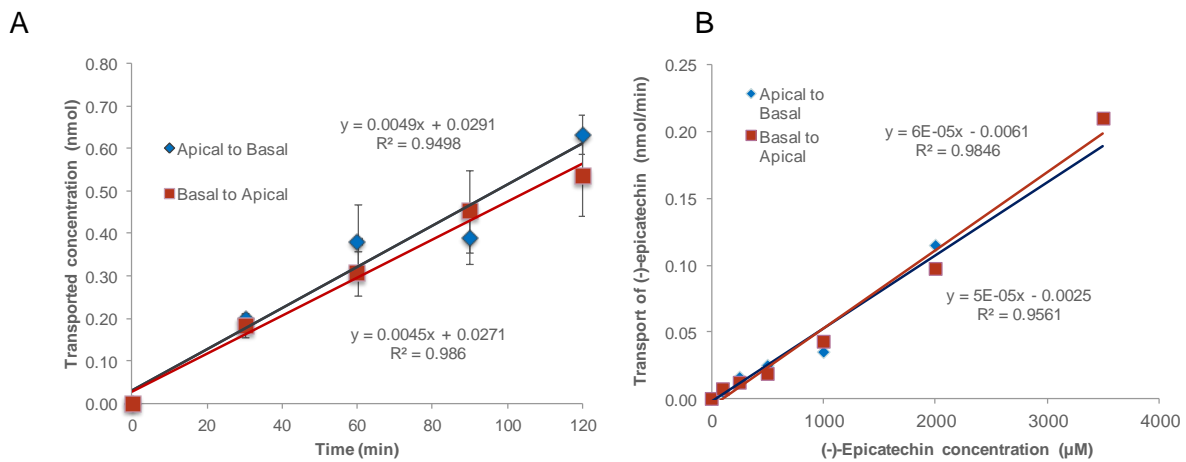 A
Transported concentration (nmol)
0.80
0.70
0.60
0.50
0.40
0.30
0.20
0.10
0.00
Apical to Basal
Basal to Apical
y = 0.0049x + 0.0291
R² = 0.9498
y = 0.0045x + 0.0271
R² = 0.986
0 20 40 60 80 100 120
Time (min)
B
Transport of (-)-epicatechin (nmol/min)
0.25
0.20
0.15
0.10
0.05
0.00
Apical to
Basal
Basal to
Apical
y = 6E-05x - 0.0061
R² = 0.9846
y = 5E-05x - 0.0025
R² = 0.9561
0 1000 2000 3000 4000
(-)-Epicatechin concentration (µM)